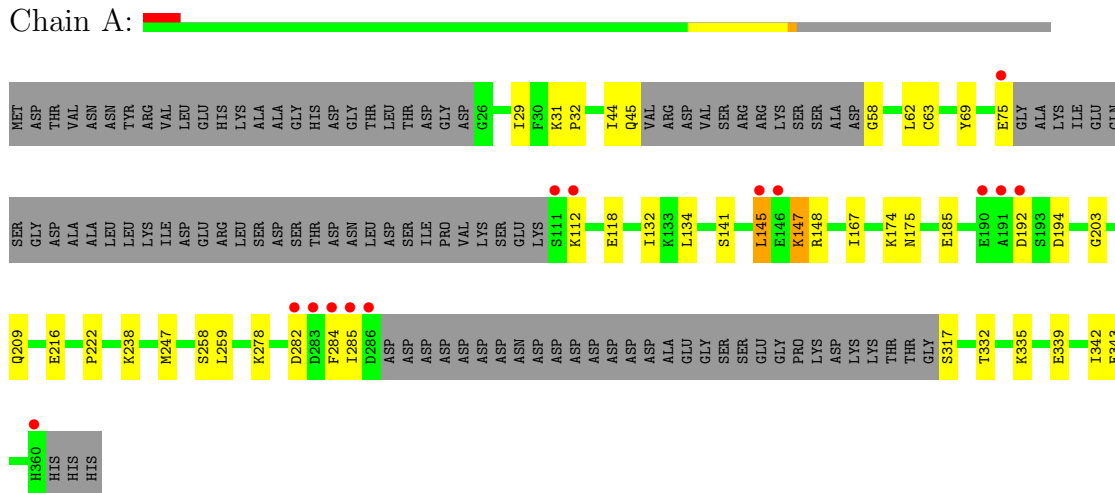 Chain A:
MET ASP THR VAL ASN ASN TYR ARG VAL LEU GLU HIS LYS ALA ALA GLY HIS ASP GLY THR LEU THR ASP GLY ASP G26 I29 F30 K31 P32 I44 Q45 VAL ARG ASP VAL SER ARG ARG LYS SER SER ALA ASP G58 L62 C63 Y69 E75 GLY ALA LYS ILE GLU GLN
SER GLY ASP ALA ALA LEU LEU LYS ILE ASP GLU ARG LEU SER ASP SER THR ASP ASN LEU ASP SER ILE PRO VAL LYS SER GLU LYS S111 K112 E118 I132 K133 L134 S141 L145 E146 K147 R148 I167 K174 N175 E185 E190 A191 D192 S193 D194 G203
Q209 E216 P222 K238 M247 S258 L259 K278 D282 D283 F284 I285 D286 ASP ASP ASP ASP ASP ASP ASP ASN ASP ASP ASP ASP ASP ASP ASP ALA GLU GLY SER SER GLU GLY PRO LYS ASP LYS LYS THR THR GLY S317 T332 K335 E339 I342
H360 HIS HIS HIS